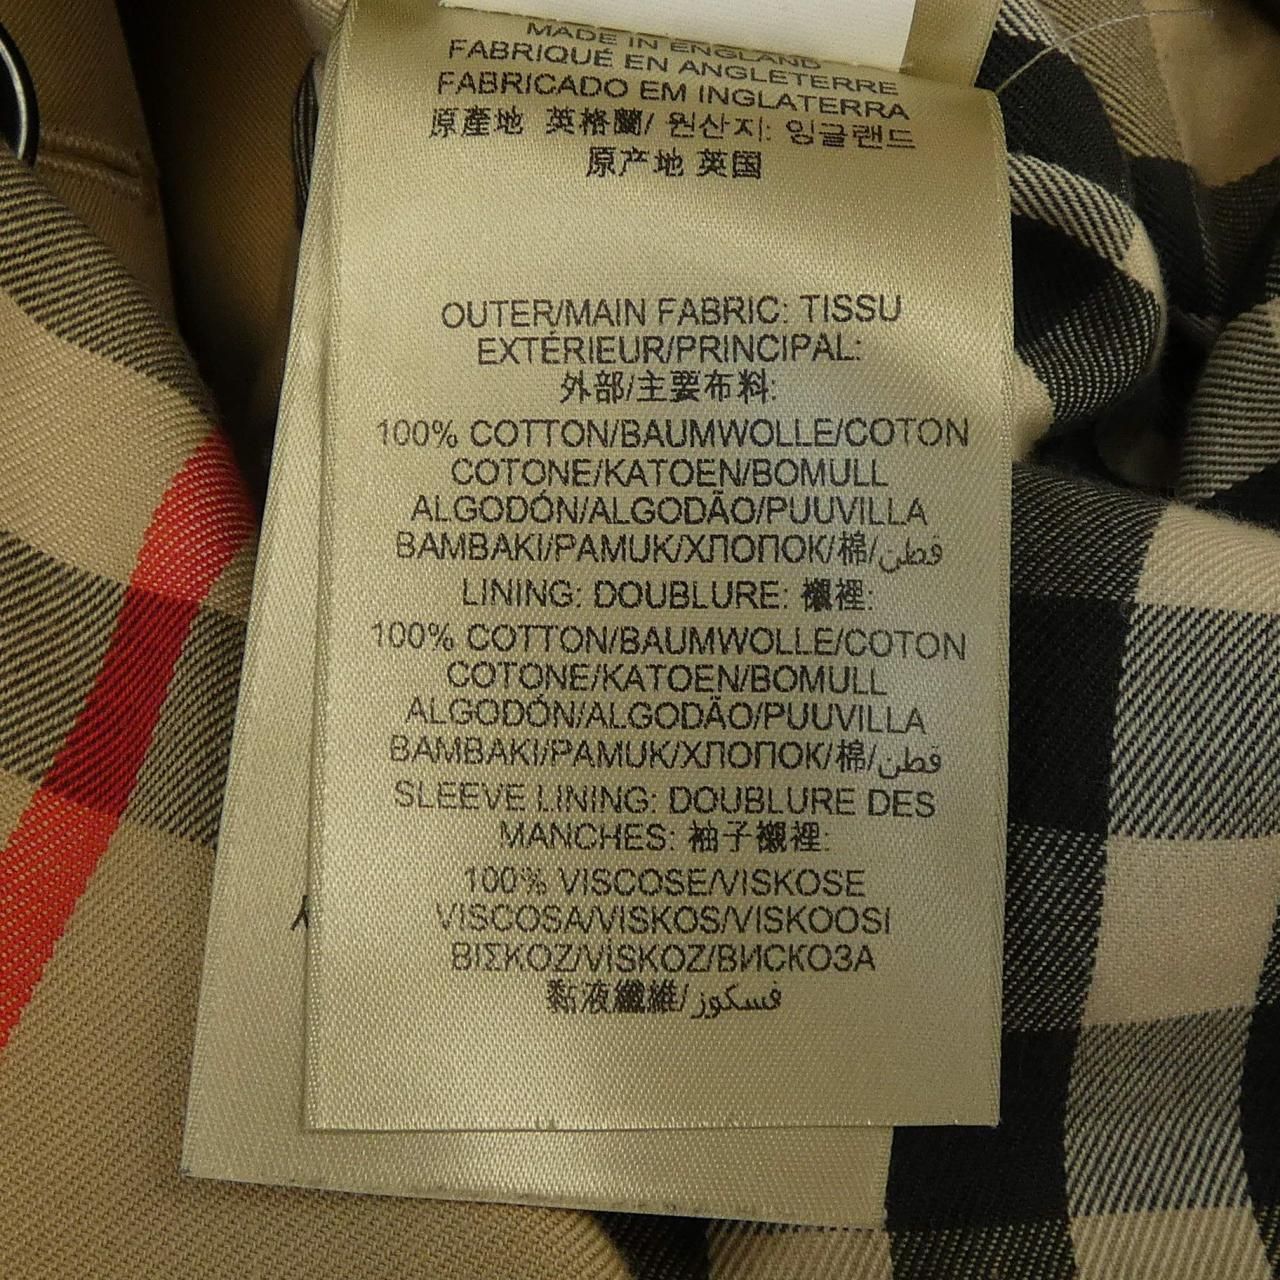 MADE IN ENGLAND
FABRIQUÉ EN ANGLETERRE
FABRICADO EM INGLATERRA
原產地 英格蘭/ 원산지: 잉글랜드
原产地 英国
OUTER/MAIN FABRIC: TISSU
EXTÉRIEUR/PRINCIPAL:
外部/主要布料:
100% COTTON/BAUMWOLLE/COTON
COTONE/KATOEN/BOMULL
ALGODÓN/ALGODÃO/PUUVILLA
BAMBAKI/PAMUK/ХЛОПОК/棉/قطن
LINING: DOUBLURE: 襯裡:
100% COTTON/BAUMWOLLE/COTON
COTONE/KATOEN/BOMULL
ALGODÓN/ALGODÃO/PUUVILLA
BAMBAKI/PAMUK/ХЛОПОК/棉/قطن
SLEEVE LINING: DOUBLURE DES
MANCHES: 袖子襯裡:
100% VISCOSE/VISKOSE
VISCOSA/VISKOS/VISKOOSI
ΒΙΣΚΟΖ/VİSKOZ/ВИСКОЗА
黏液纖維/فسكوز